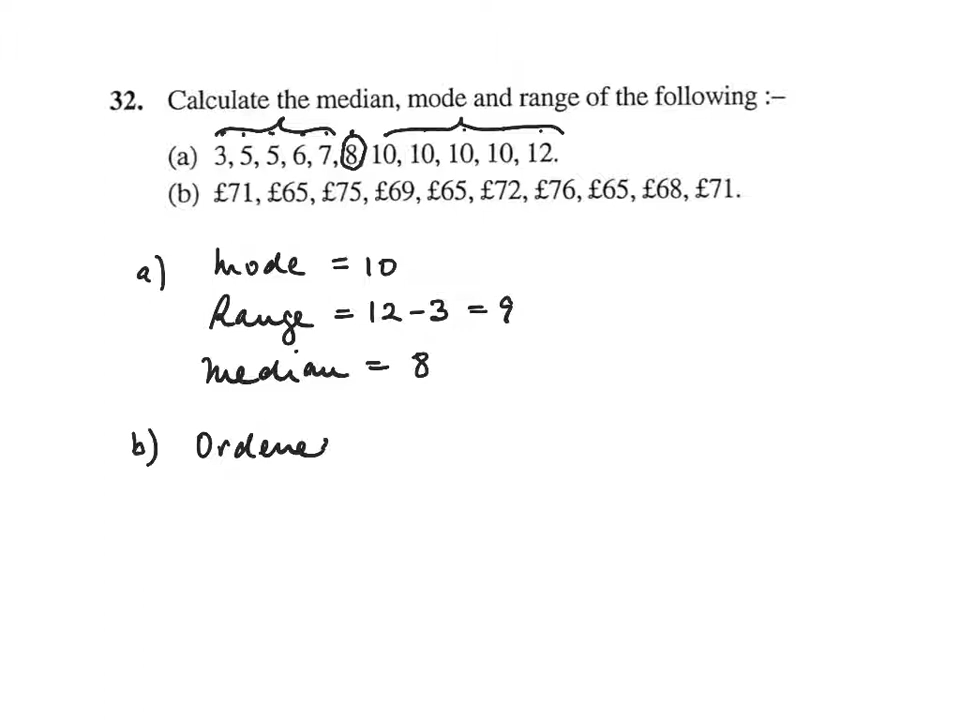 32. Calculate the median, mode and range of the following :–
(a) 3, 5, 5, 6, 7, 8, 10, 10, 10, 10, 12.
(b) £71, £65, £75, £69, £65, £72, £76, £65, £68, £71.
a) mode = 10
Range = 12 - 3 = 9
median = 8
b)